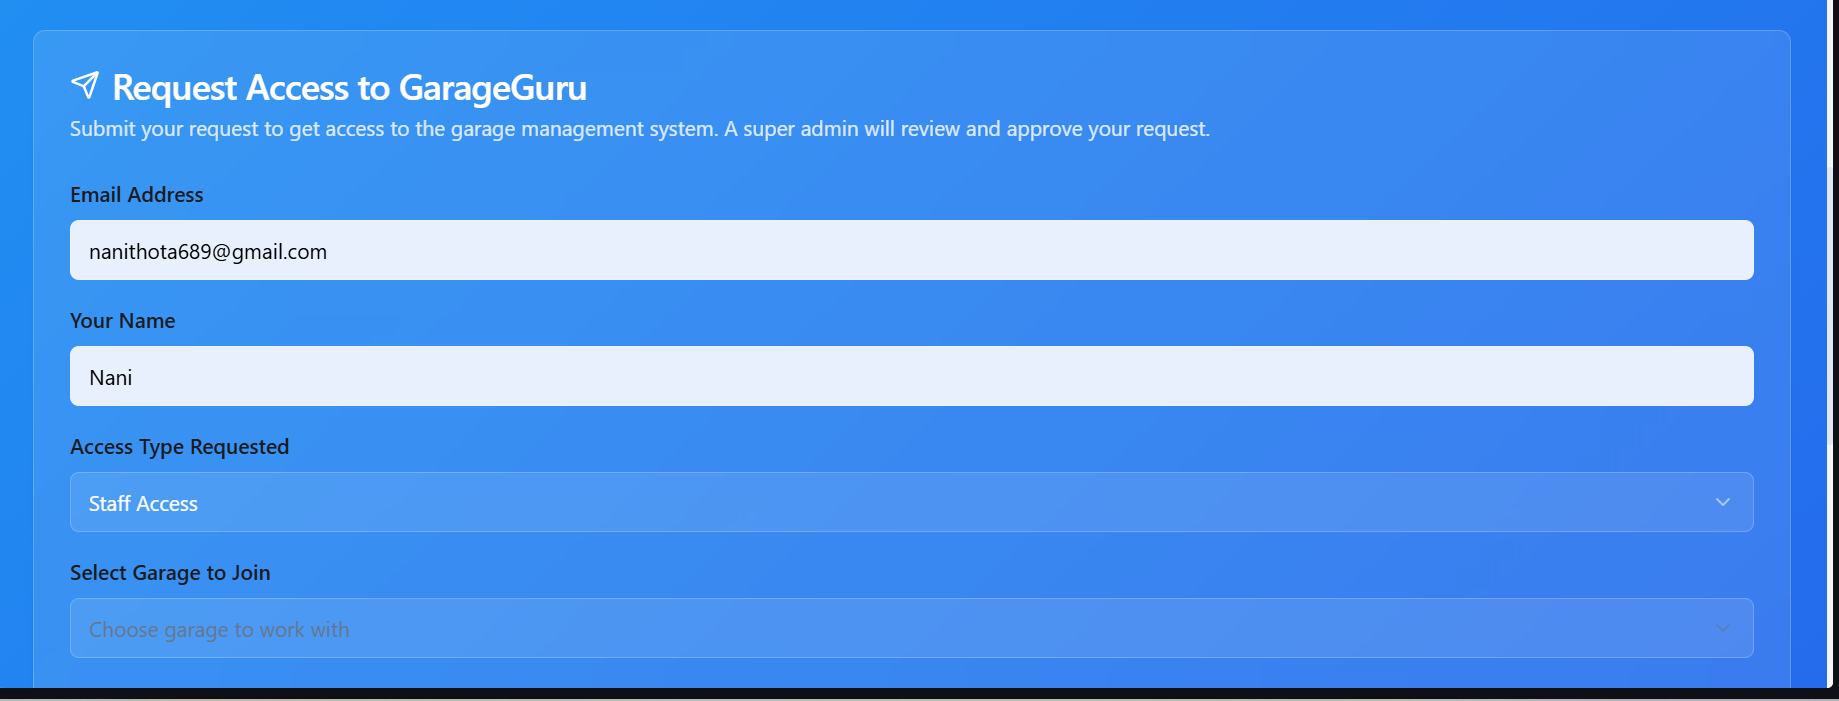 Request Access to GarageGuru
Submit your request to get access to the garage management system. A super admin will review and approve your request.
Email Address
nanithota689@gmail.com
Your Name
Nani
Access Type Requested
Staff Access
Select Garage to Join
Choose garage to work with